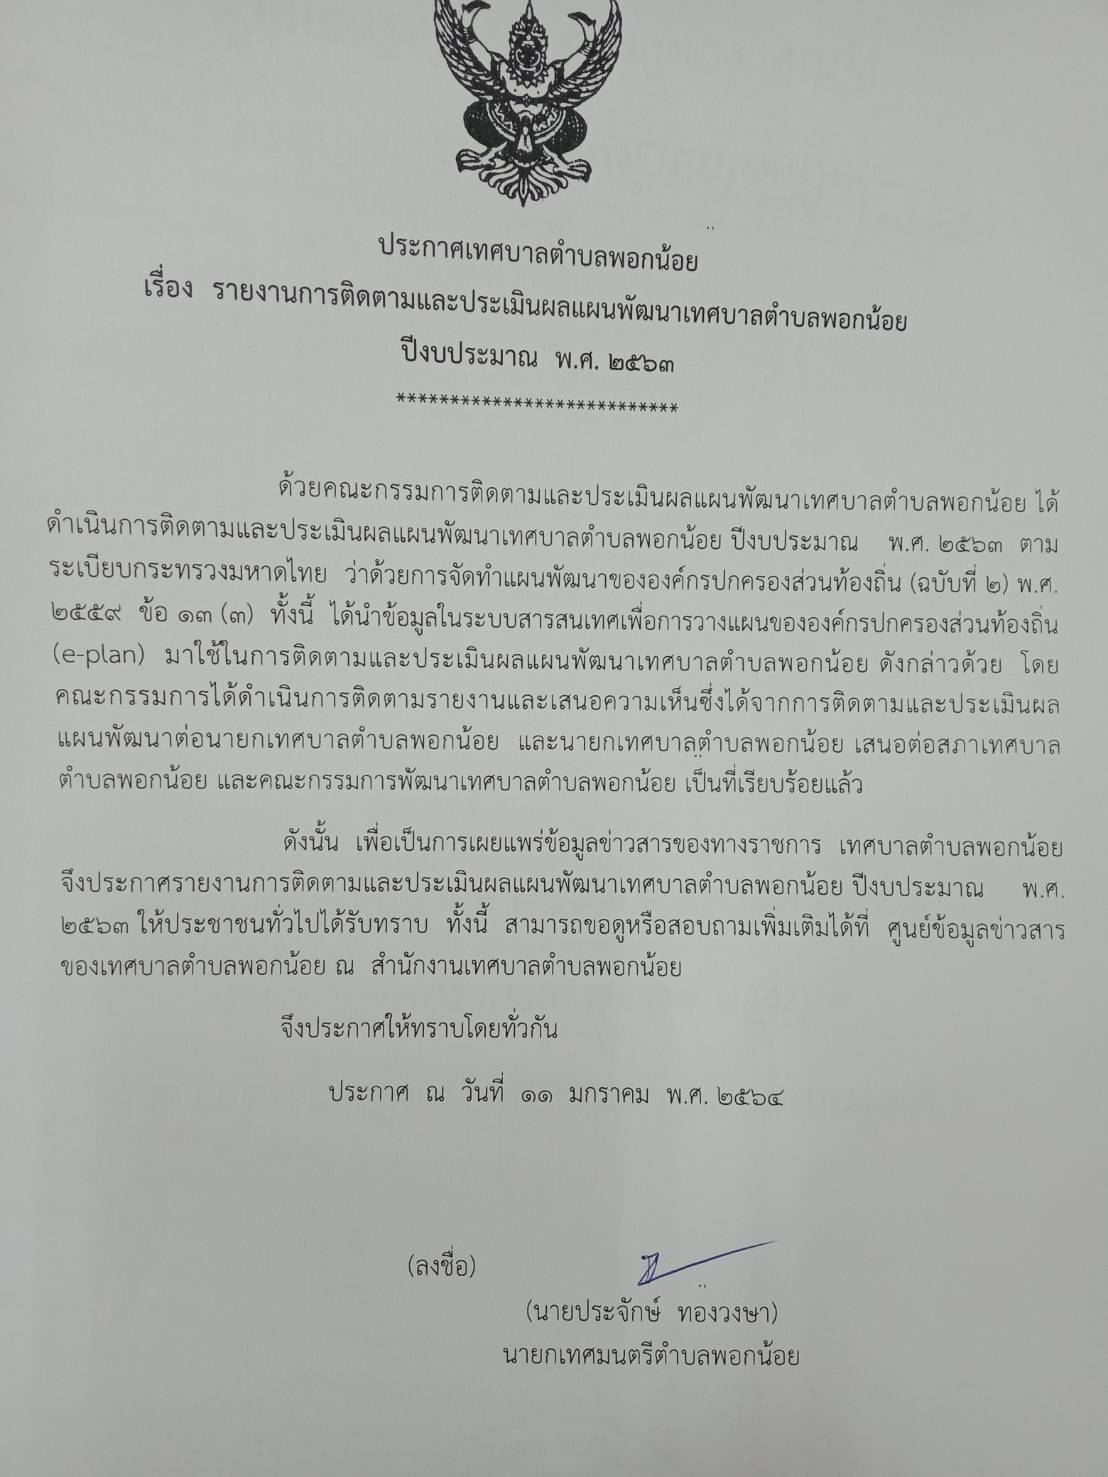 ประกาศเทศบาลตำบลพอกน้อย
เรื่อง รายงานการติดตามและประเมินผลแผนพัฒนาเทศบาลตำบลพอกน้อย
ปีงบประมาณ พ.ศ. ๒๕๖๓
***************************
ด้วยคณะกรรมการติดตามและประเมินผลแผนพัฒนาเทศบาลตำบลพอกน้อย ได้
ดำเนินการติดตามและประเมินผลแผนพัฒนาเทศบาลตำบลพอกน้อย ปีงบประมาณ พ.ศ. ๒๕๖๓ ตาม
ระเบียบกระทรวงมหาดไทย ว่าด้วยการจัดทำแผนพัฒนาขององค์กรปกครองส่วนท้องถิ่น (ฉบับที่ ๒) พ.ศ.
๒๕๕๙ ข้อ ๑๓ (๓) ทั้งนี้ ได้นำข้อมูลในระบบสารสนเทศเพื่อการวางแผนขององค์กรปกครองส่วนท้องถิ่น
(e-plan) มาใช้ในการติดตามและประเมินผลแผนพัฒนาเทศบาลตำบลพอกน้อย ดังกล่าวด้วย โดย
คณะกรรมการได้ดำเนินการติดตามรายงานและเสนอความเห็นซึ่งได้จากการติดตามและประเมินผล
แผนพัฒนาต่อนายกเทศบาลตำบลพอกน้อย และนายกเทศบาลตำบลพอกน้อย เสนอต่อสภาเทศบาล
ตำบลพอกน้อย และคณะกรรมการพัฒนาเทศบาลตำบลพอกน้อย เป็นที่เรียบร้อยแล้ว
ดังนั้น เพื่อเป็นการเผยแพร่ข้อมูลข่าวสารของทางราชการ เทศบาลตำบลพอกน้อย
จึงประกาศรายงานการติดตามและประเมินผลแผนพัฒนาเทศบาลตำบลพอกน้อย ปีงบประมาณ พ.ศ.
๒๕๖๓ ให้ประชาชนทั่วไปได้รับทราบ ทั้งนี้ สามารถขอดูหรือสอบถามเพิ่มเติมได้ที่ ศูนย์ข้อมูลข่าวสาร
ของเทศบาลตำบลพอกน้อย ณ สำนักงานเทศบาลตำบลพอกน้อย
จึงประกาศให้ทราบโดยทั่วกัน
ประกาศ ณ วันที่ ๑๑ มกราคม พ.ศ. ๒๕๖๔
(ลงชื่อ)
(นายประจักษ์ ทองวงษา)
นายกเทศมนตรีตำบลพอกน้อย